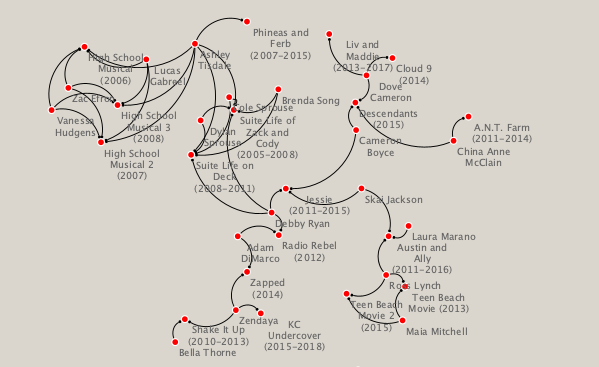 Phineas and
Ferb
(2007-2015)
Liv and
Maddie
(2013-2017)
Cloud 9
(2014)
High School
Musical
(2006)
Ashley
Tisdale
Lucas
Gabreel
Zac Efron
Dove
Cameron
Brenda Song
Cole Sprouse
High School
Musical 3
(2008)
Suite Life of
Zack and
Cody
(2005-2008)
Descendants
(2015)
Vanessa
Hudgens
Dylan
Sprouse
A.N.T. Farm
(2011-2014)
Cameron
Boyce
High School
Musical 2
(2007)
China Anne
McClain
Suite Life on
Deck
(2008-2011)
Jessie
(2011-2015)
Skai Jackson
Debby Ryan
Radio Rebel
(2012)
Adam
DiMarco
Laura Marano
Austin and
Ally
(2011-2016)
Zapped
(2014)
Ross Lynch
Teen Beach
Movie (2013)
Teen Beach
Movie 2
(2015)
Zendaya
KC
Undercover
(2015-2018)
Shake It Up
(2010-2013)
Maia Mitchell
Bella Thorne